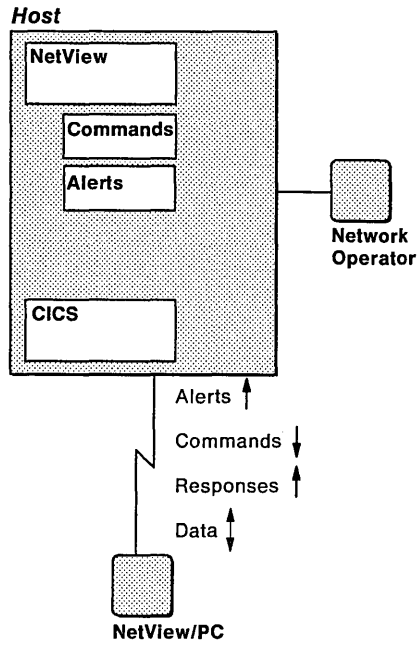 Host
NetView
Commands
Alerts
Network
Operator
CICS
Alerts
Commands
Responses
Data
NetView/PC